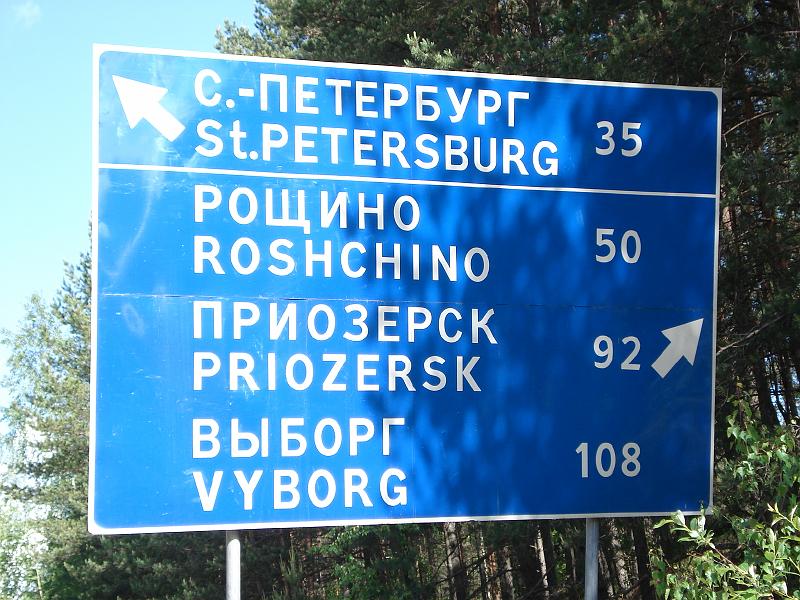 С.-ПЕТЕРБУРГ
St.PETERSBURG 35
РОЩИНО
ROSHCHINO 50
ПРИОЗЕРСК
PRIOZERSK 92
ВЫБОРГ
VYBORG 108